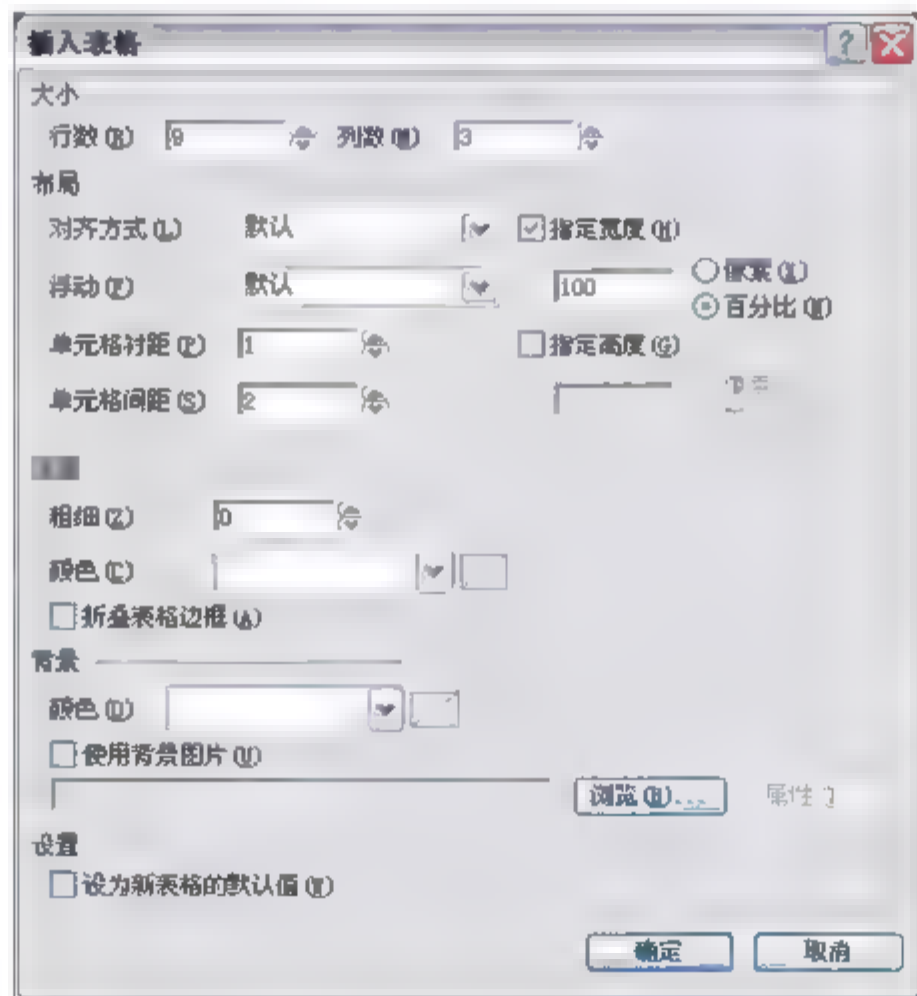 插入表格
大小
行数(R) 9 列数(M) 3
布局
对齐方式(L) 默认 指定宽度(H)
浮动(F) 默认 100 像素(X)
百分比(W)
单元格衬距(P) 1 指定高度(G)
单元格间距(S) 2
粗细(Z) 0
颜色(C)
折叠表格边框(A)
背景
颜色(D)
使用背景图片(U)
浏览(B)... 属性
设置
设为新表格的默认值(T)
确定 取消